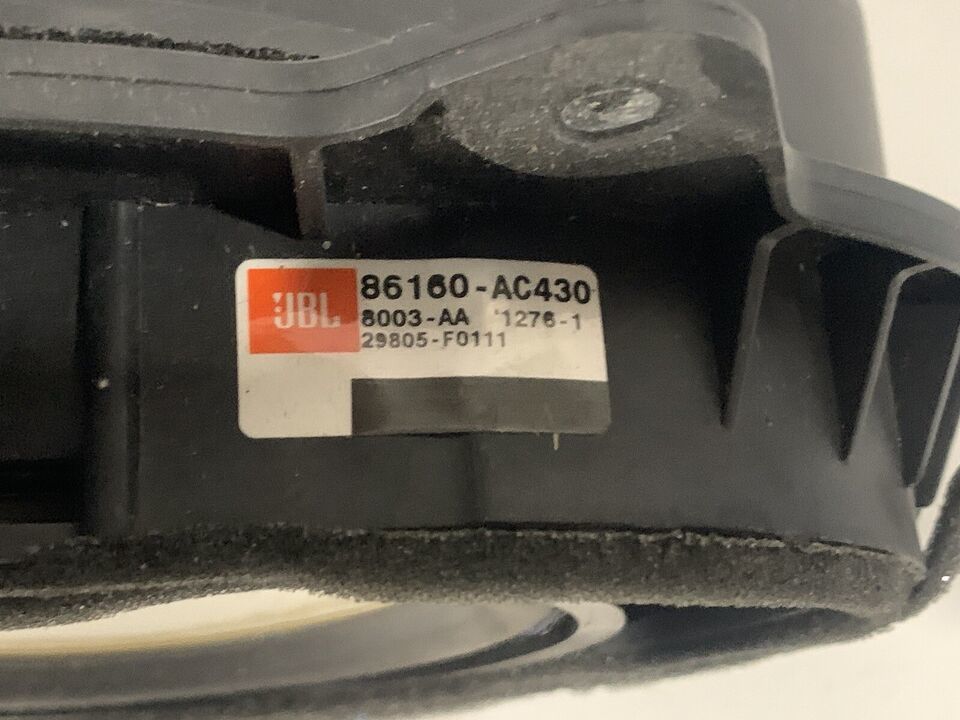 JBL
86160-AC430
8003-AA 1276-1
29805-F0111